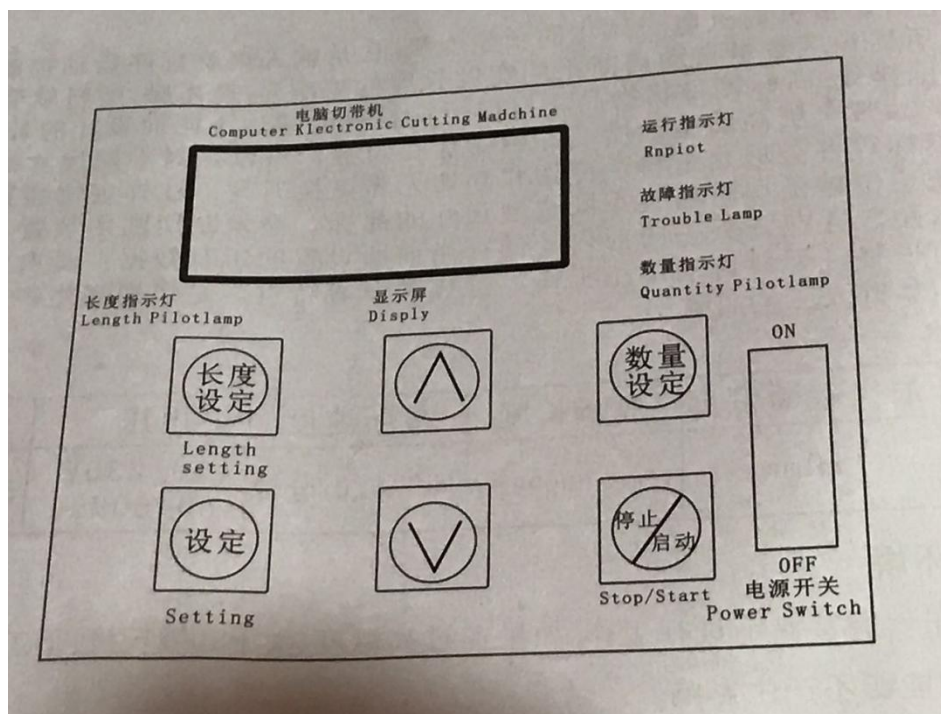 电脑切带机
Computer Klectronic Cutting Madchine
运行指示灯
Rnpiot
故障指示灯
Trouble Lamp
数量指示灯
Quantity Pilotlamp
长度指示灯
Length Pilotlamp
显示屏
Disply
ON
长度
设定
数量
设定
Length
setting
设定
停止
启动
Setting
Stop/Start
OFF
电源开关
Power Switch